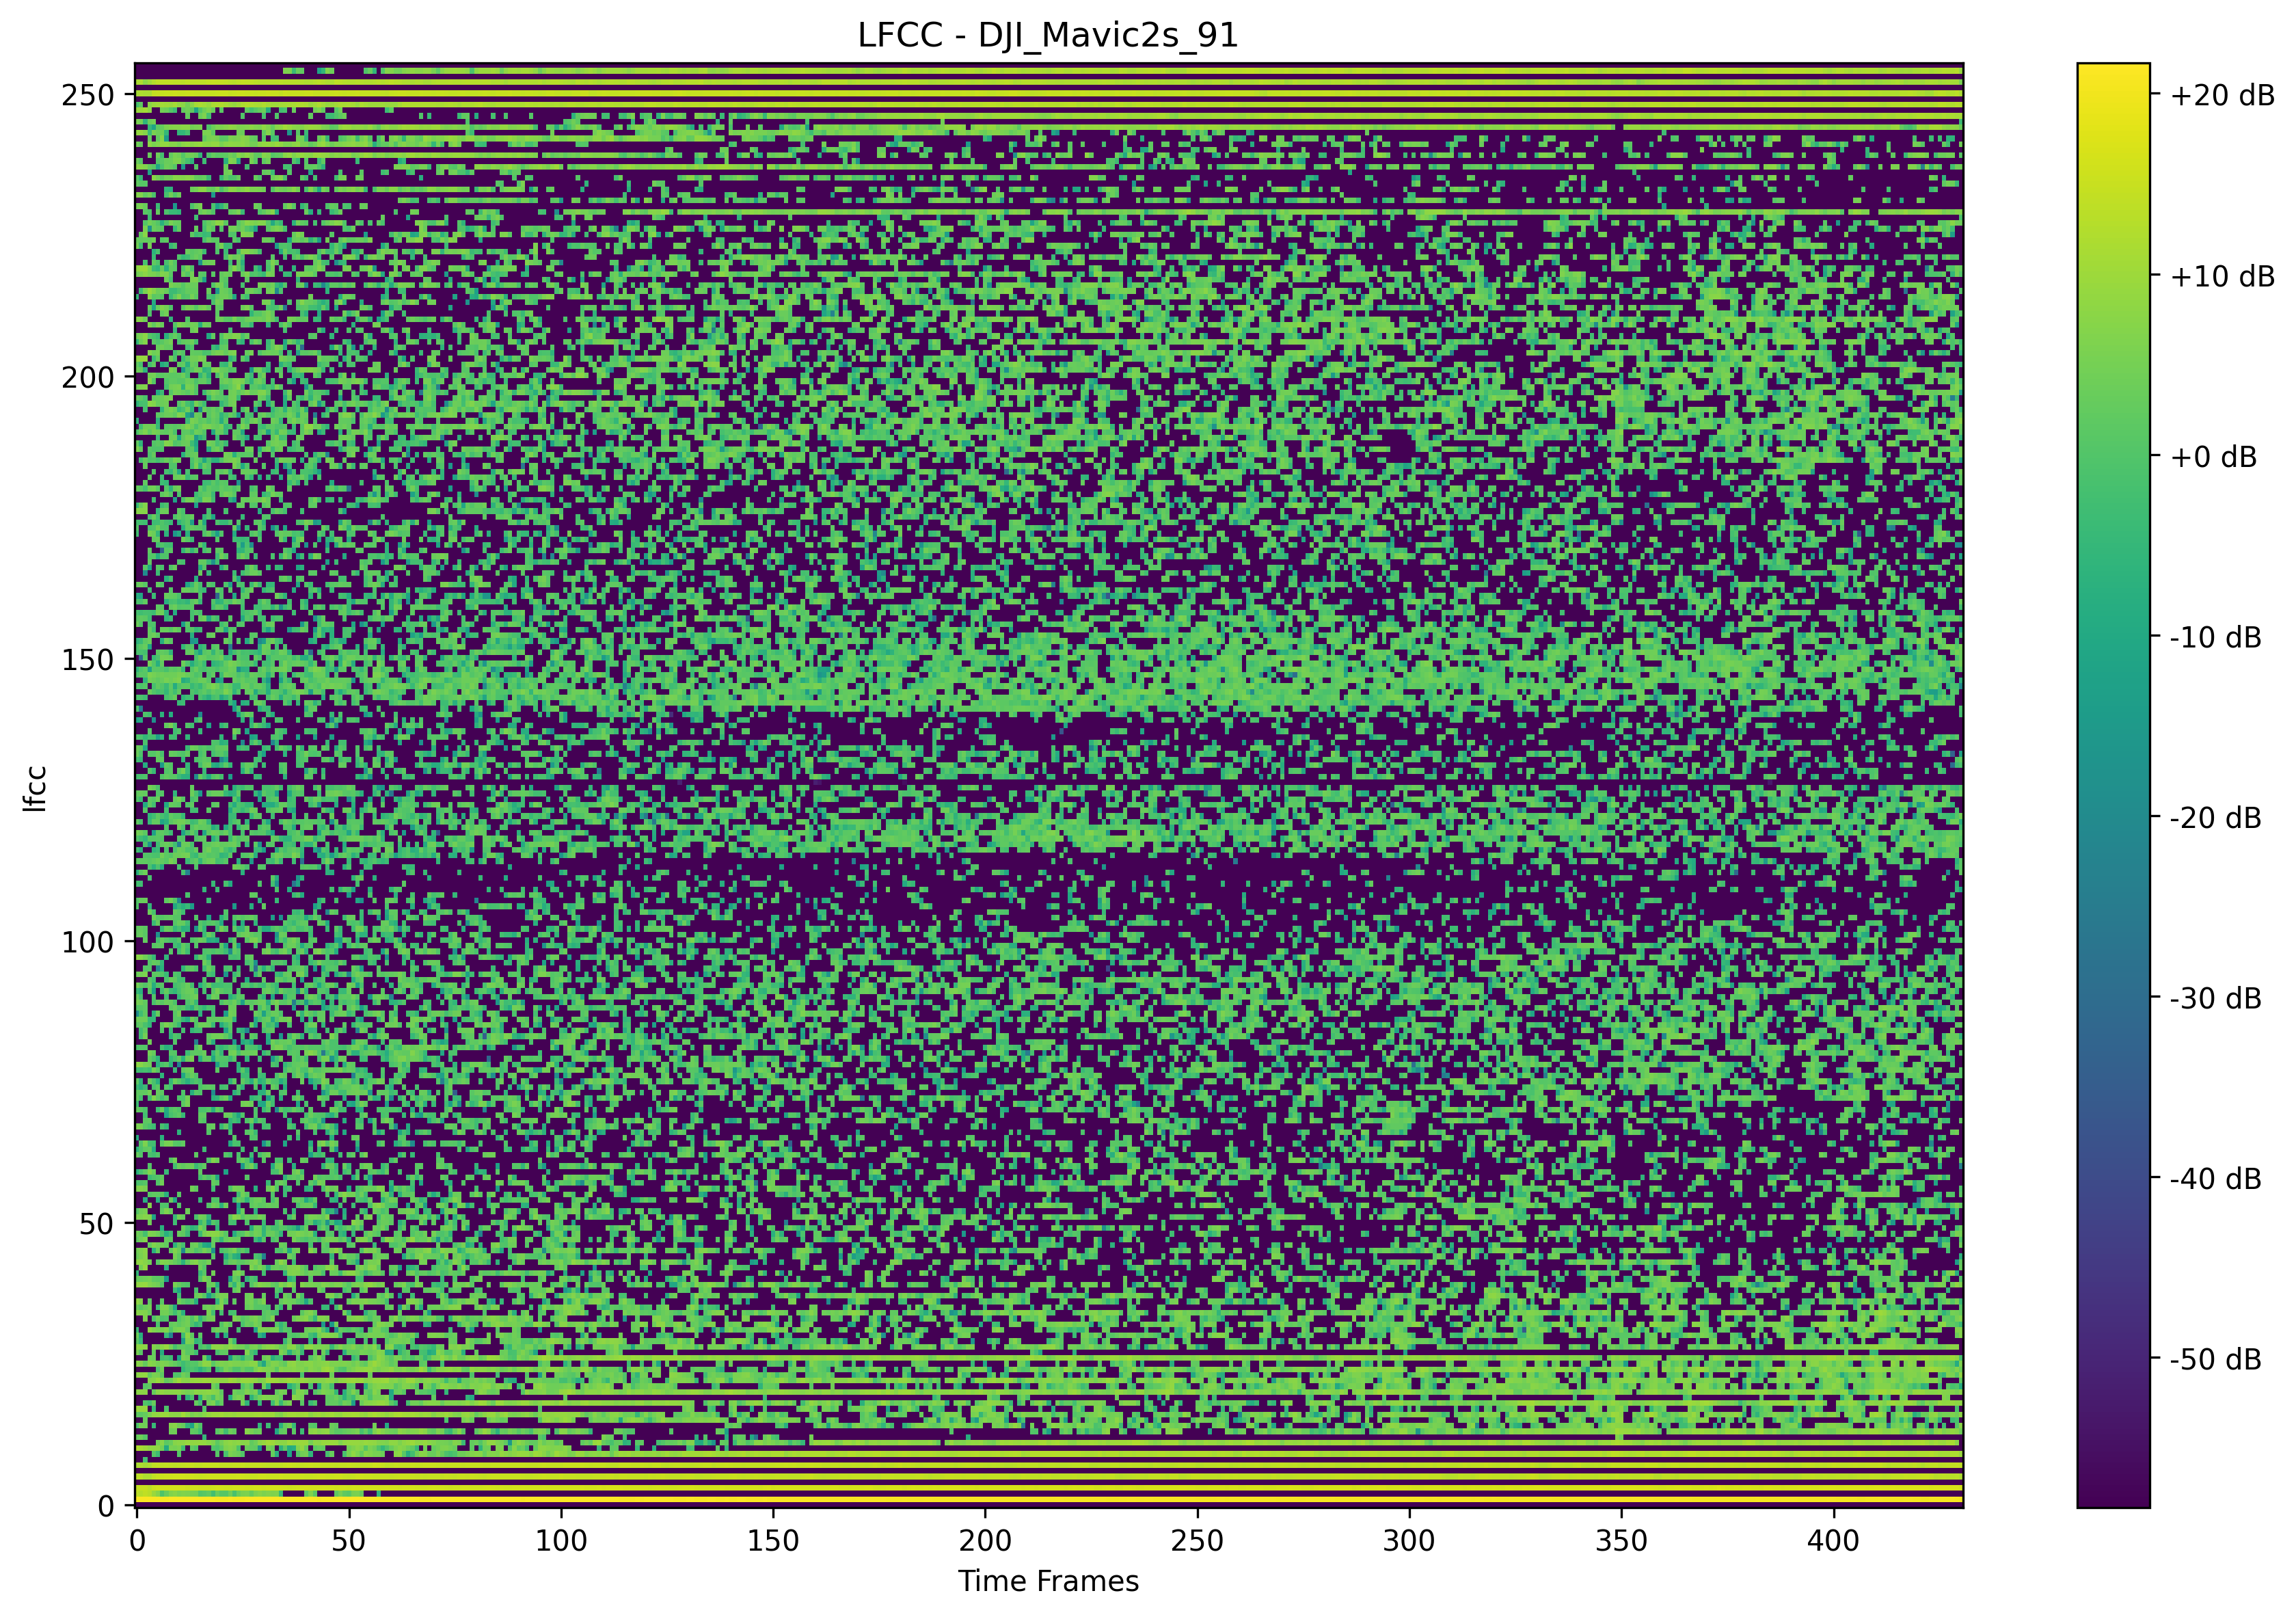 LFCC - DJI_Mavic2s_91
250
200
150
100
50
0
lfcc
0 50 100 150 200 250 300 350 400
Time Frames
+20 dB
+10 dB
+0 dB
-10 dB
-20 dB
-30 dB
-40 dB
-50 dB